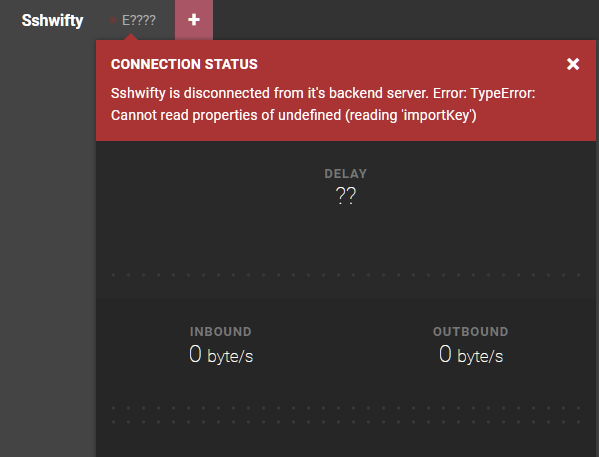 Sshwifty
E????
+
CONNECTION STATUS
Sshwifty is disconnected from it's backend server. Error: TypeError:
Cannot read properties of undefined (reading 'importKey')
DELAY
??
INBOUND
OUTBOUND
0 byte/s
0 byte/s